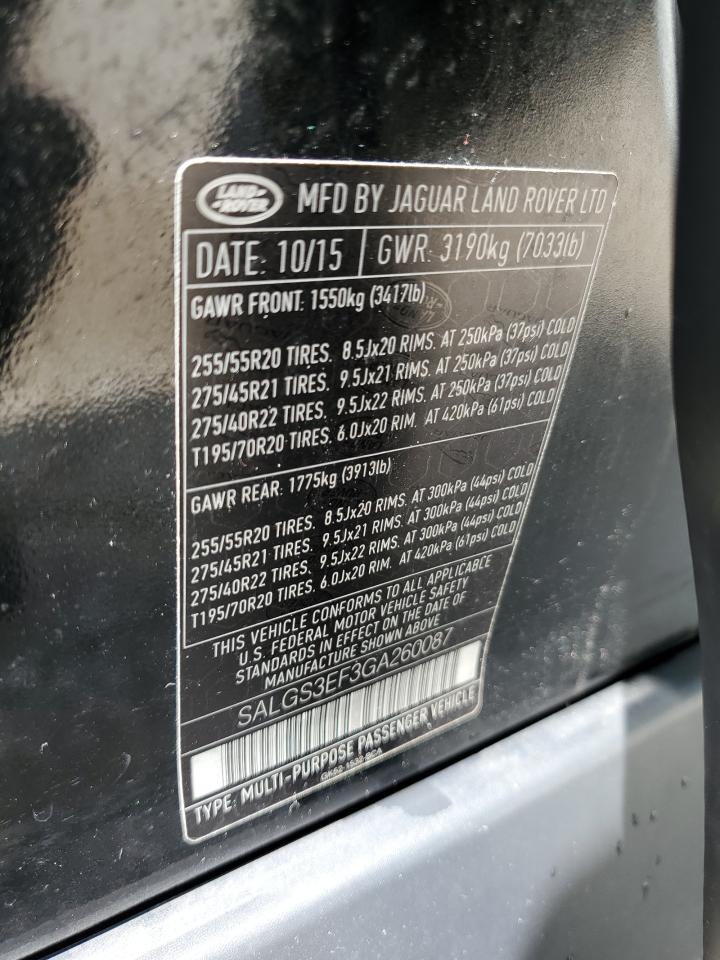 LAND-
ROVER
MFD BY JAGUAR LAND ROVER LTD
DATE: 10/15 GWR: 3190kg (7033lb)
GAWR FRONT: 1550kg (3417lb)
255/55R20 TIRES. 8.5Jx20 RIMS. AT 250kPa (37psi) COLD
275/45R21 TIRES. 9.5Jx21 RIMS. AT 250kPa (37psi) COLD
275/40R22 TIRES. 9.5Jx22 RIMS. AT 250kPa (37psi) COLD
T195/70R20 TIRES. 6.0Jx20 RIM. AT 420kPa (61psi) COLD
GAWR REAR: 1775kg (3913lb)
255/55R20 TIRES. 8.5Jx20 RIMS. AT 300kPa (44psi) COLD
275/45R21 TIRES. 9.5Jx21 RIMS. AT 300kPa (44psi) COLD
275/40R22 TIRES. 9.5Jx22 RIMS. AT 300kPa (44psi) COLD
T195/70R20 TIRES. 6.0Jx20 RIM. AT 420kPa (61psi) COLD
THIS VEHICLE CONFORMS TO ALL APPLICABLE
U.S. FEDERAL MOTOR VEHICLE SAFETY
STANDARDS IN EFFECT ON THE DATE OF
MANUFACTURE SHOWN ABOVE
SALGS3EF3GA260087
TYPE: MULTI-PURPOSE PASSENGER VEHICLE